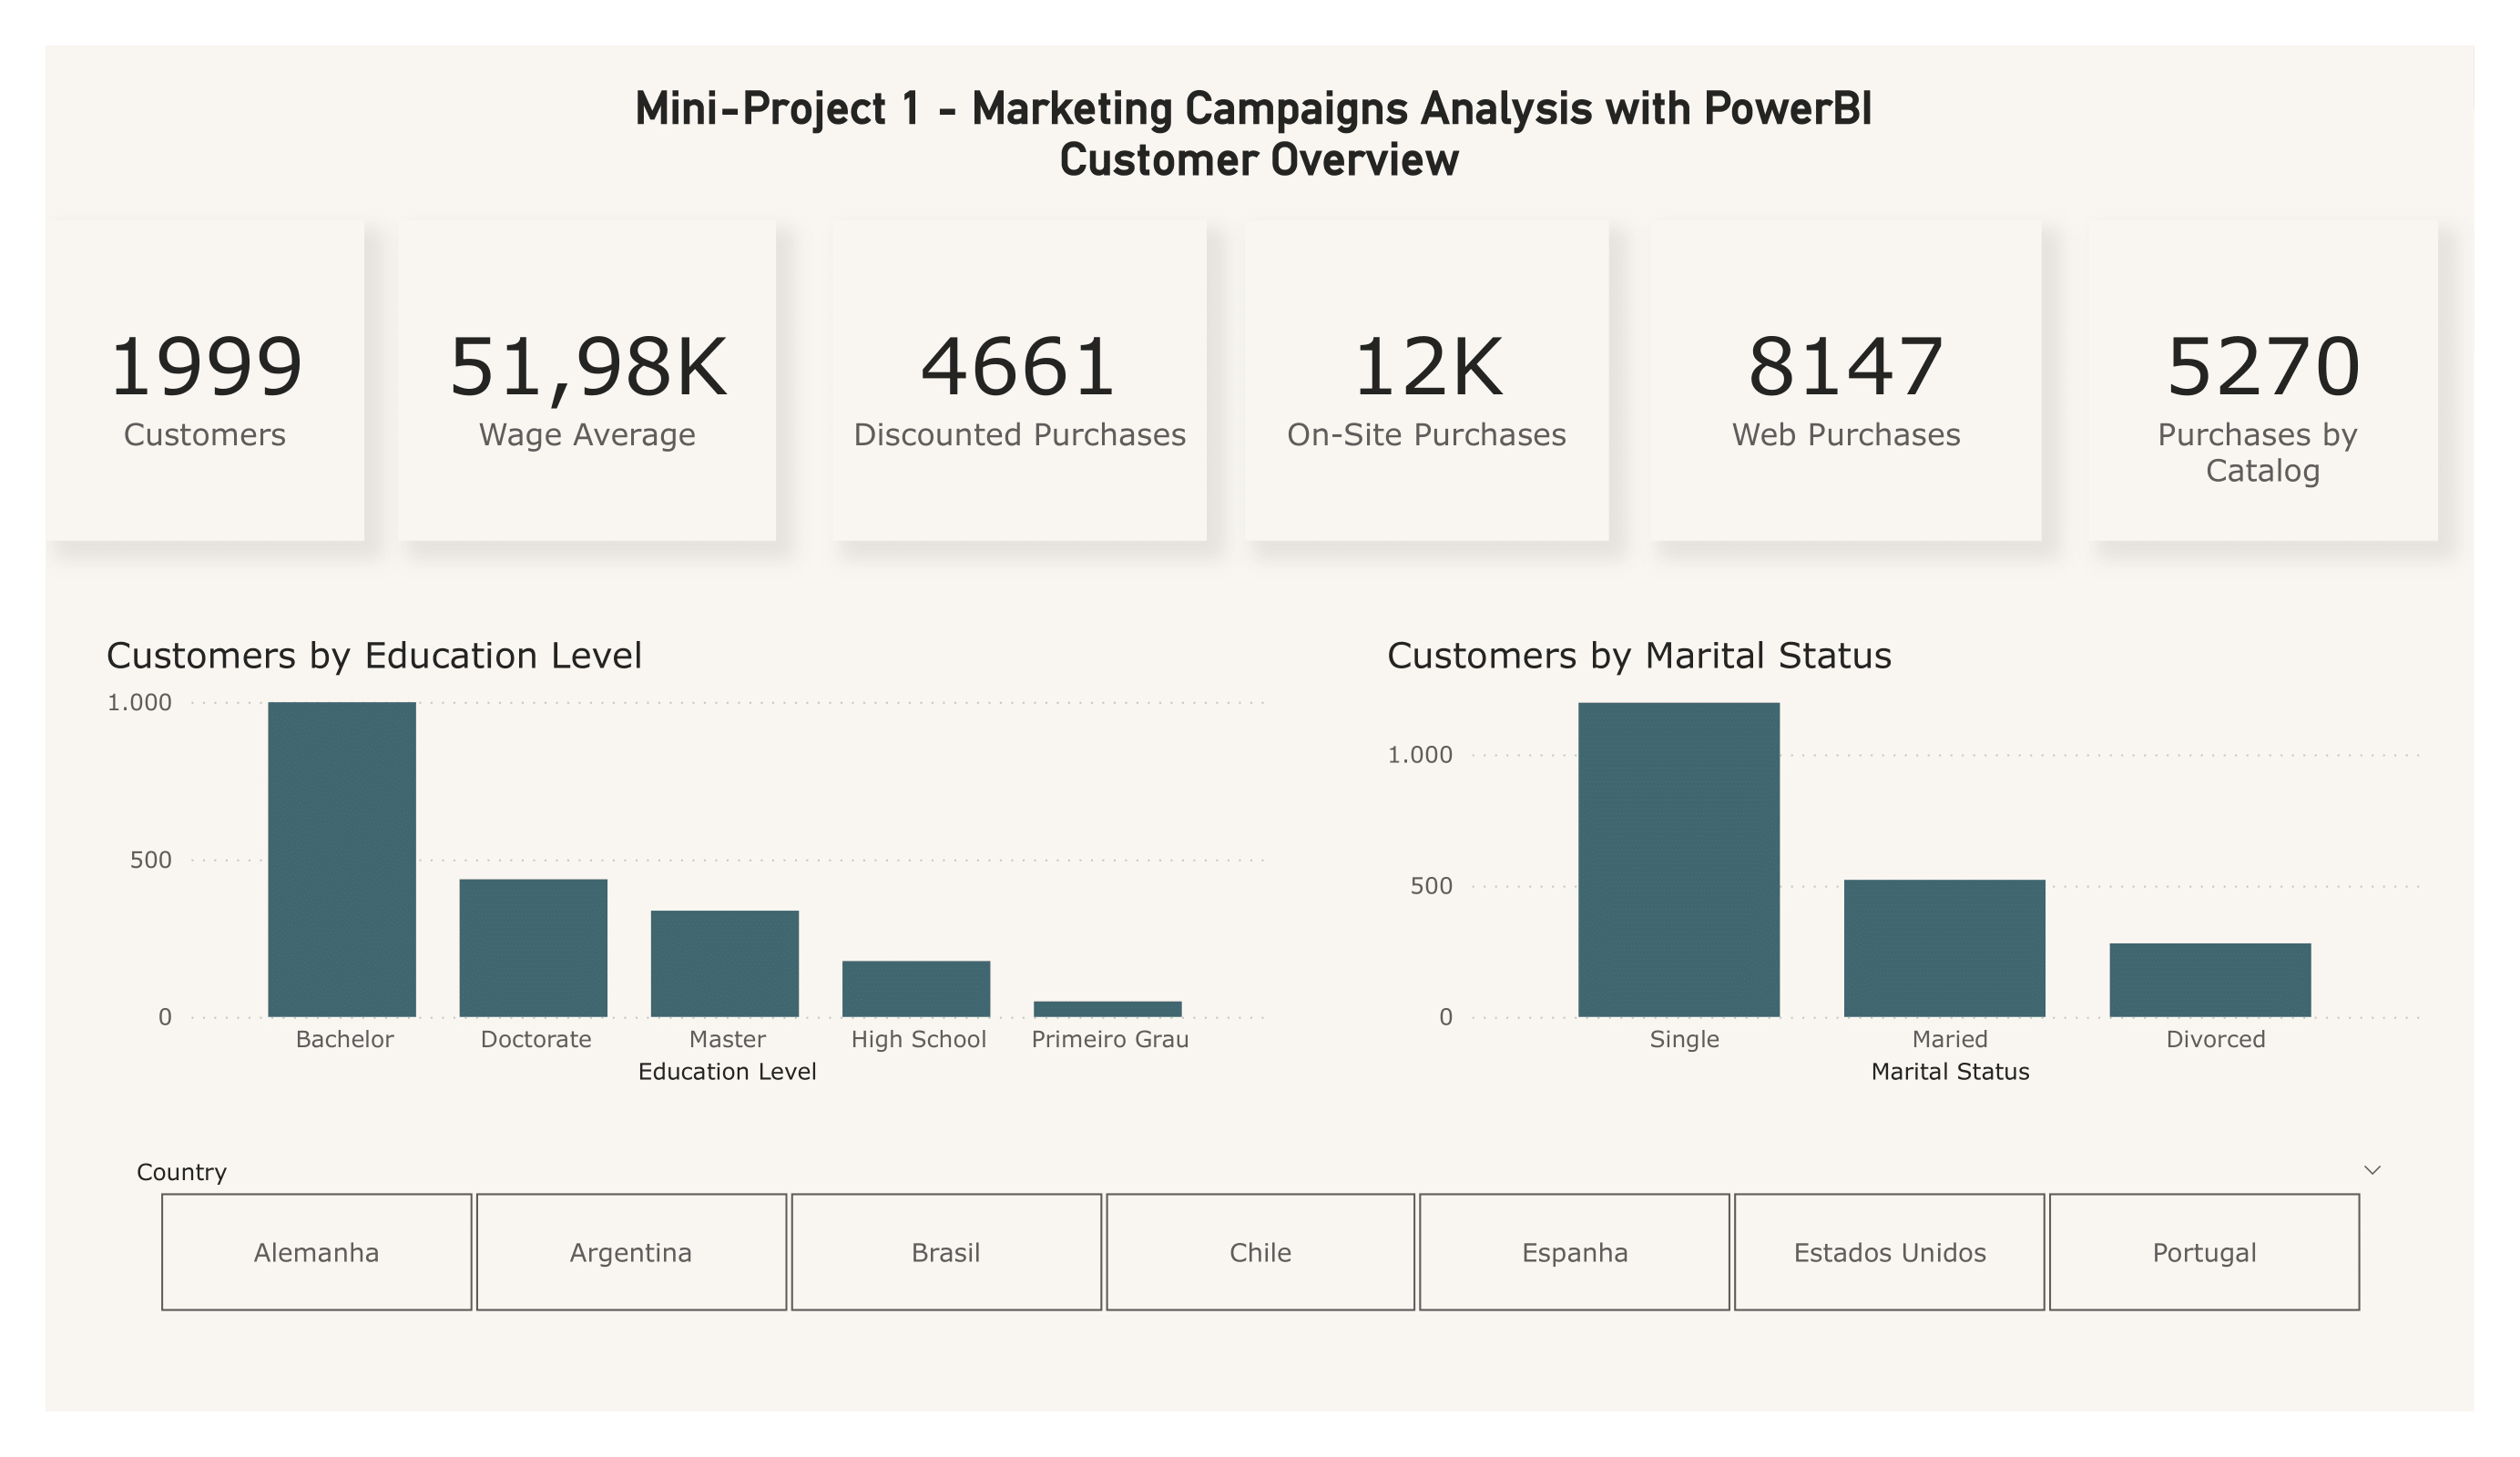 Mini-Project 1 - Marketing Campaigns Analysis with PowerBI
Customer Overview
1999
Customers
51,98K
Wage Average
4661
Discounted Purchases
12K
On-Site Purchases
8147
Web Purchases
5270
Purchases by
Catalog
Customers by Education Level
1.000
500
0
Bachelor
Doctorate
Master
High School
Primeiro Grau
Education Level
Customers by Marital Status
1.000
500
0
Single
Maried
Divorced
Marital Status
Country
Alemanha
Argentina
Brasil
Chile
Espanha
Estados Unidos
Portugal